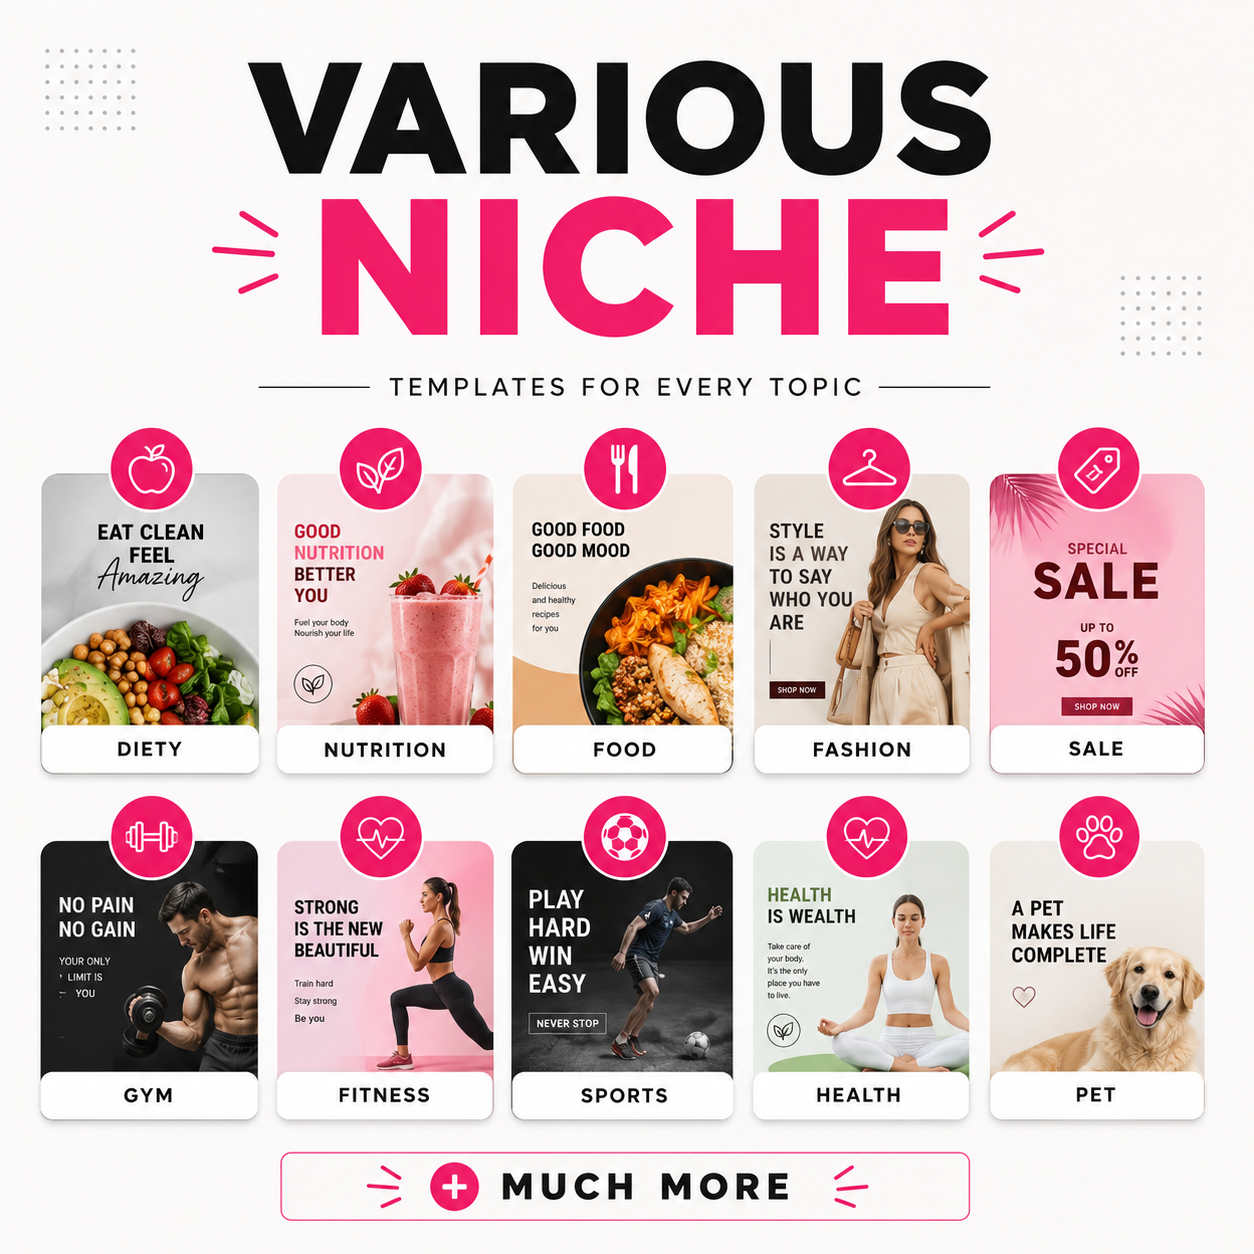 VARIOUS
NICHE
TEMPLATES FOR EVERY TOPIC
EAT CLEAN
FEEL
Amazing
DIETY
GOOD
NUTRITION
BETTER
YOU
Fuel your body
Nourish your life
NUTRITION
GOOD FOOD
GOOD MOOD
Delicious
and healthy
recipes
for you
FOOD
STYLE
IS A WAY
TO SAY
WHO YOU
ARE
SHOP NOW
FASHION
SPECIAL
SALE
UP TO
50%
OFF
SHOP NOW
SALE
NO PAIN
NO GAIN
YOUR ONLY
LIMIT IS
YOU
GYM
STRONG
IS THE NEW
BEAUTIFUL
Train hard
Stay strong
Be you
FITNESS
PLAY
HARD
WIN
EASY
NEVER STOP
SPORTS
HEALTH
IS WEALTH
Take care of
your body.
It's the only
place you have
to live.
HEALTH
A PET
MAKES LIFE
COMPLETE
PET
+ MUCH MORE